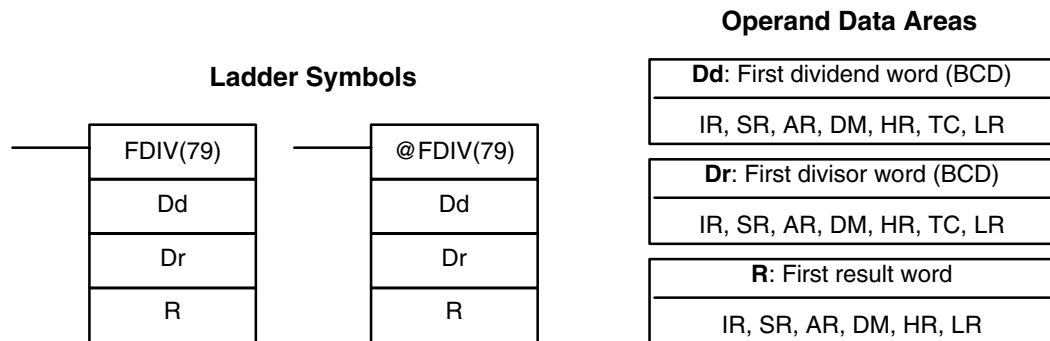 Operand Data Areas
Ladder Symbols
Dd: First dividend word (BCD)
IR, SR, AR, DM, HR, TC, LR
FDIV(79)
@FDIV(79)
Dr: First divisor word (BCD)
Dd
Dd
IR, SR, AR, DM, HR, TC, LR
Dr
Dr
R: First result word
R
R
IR, SR, AR, DM, HR, LR